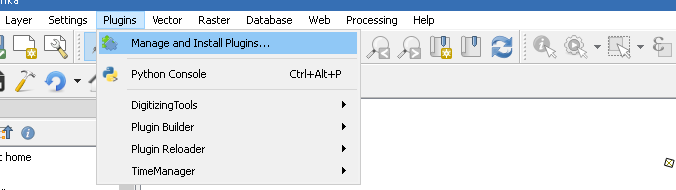 Layer Settings Plugins Vector Raster Database Web Processing Help
Manage and Install Plugins...
Python Console Ctrl+Alt+P
DigitizingTools
Plugin Builder
Plugin Reloader
TimeManager
home